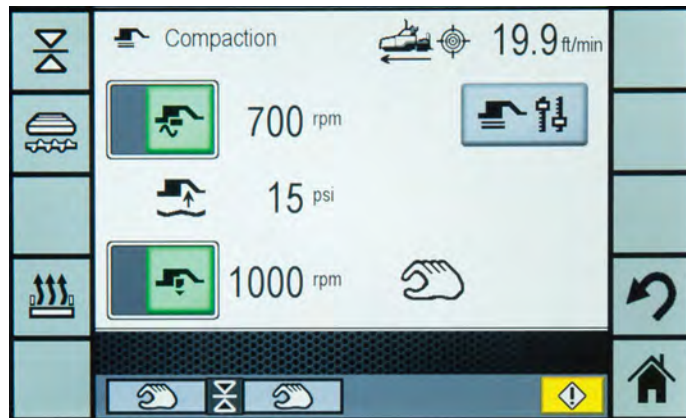 Compaction 19.9 ft/min
700 rpm
15 psi
1000 rpm
!